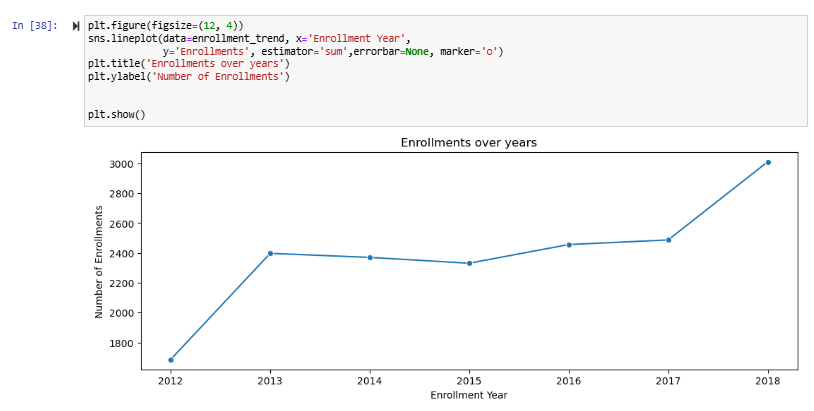 In [38]:
plt.figure(figsize=(12, 4))
sns.lineplot(data=enrollment_trend, x='Enrollment Year',
y='Enrollments', estimator='sum',errorbar=None, marker='o')
plt.title('Enrollments over years')
plt.ylabel('Number of Enrollments')
plt.show()
Enrollments over years
Number of Enrollments
3000
2800
2600
2400
2200
2000
1800
2012 2013 2014 2015 2016 2017 2018
Enrollment Year